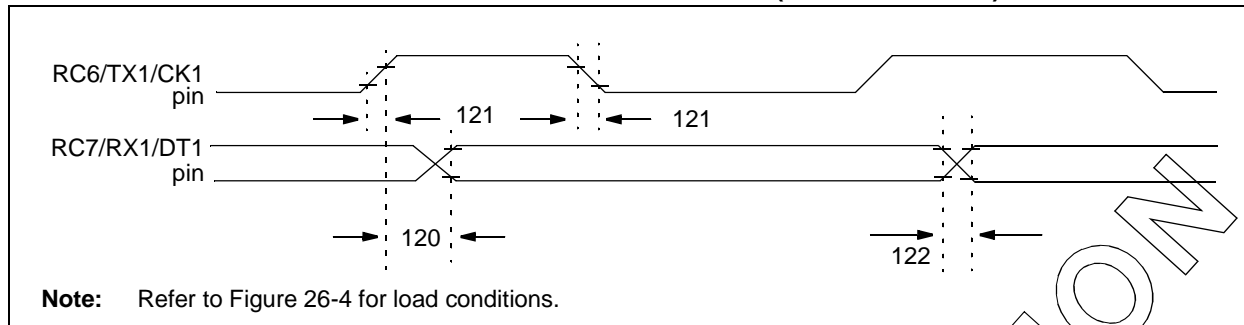 RC6/TX1/CK1
pin
121
121
RC7/RX1/DT1
pin
120
122
Note: Refer to Figure 26-4 for load conditions.